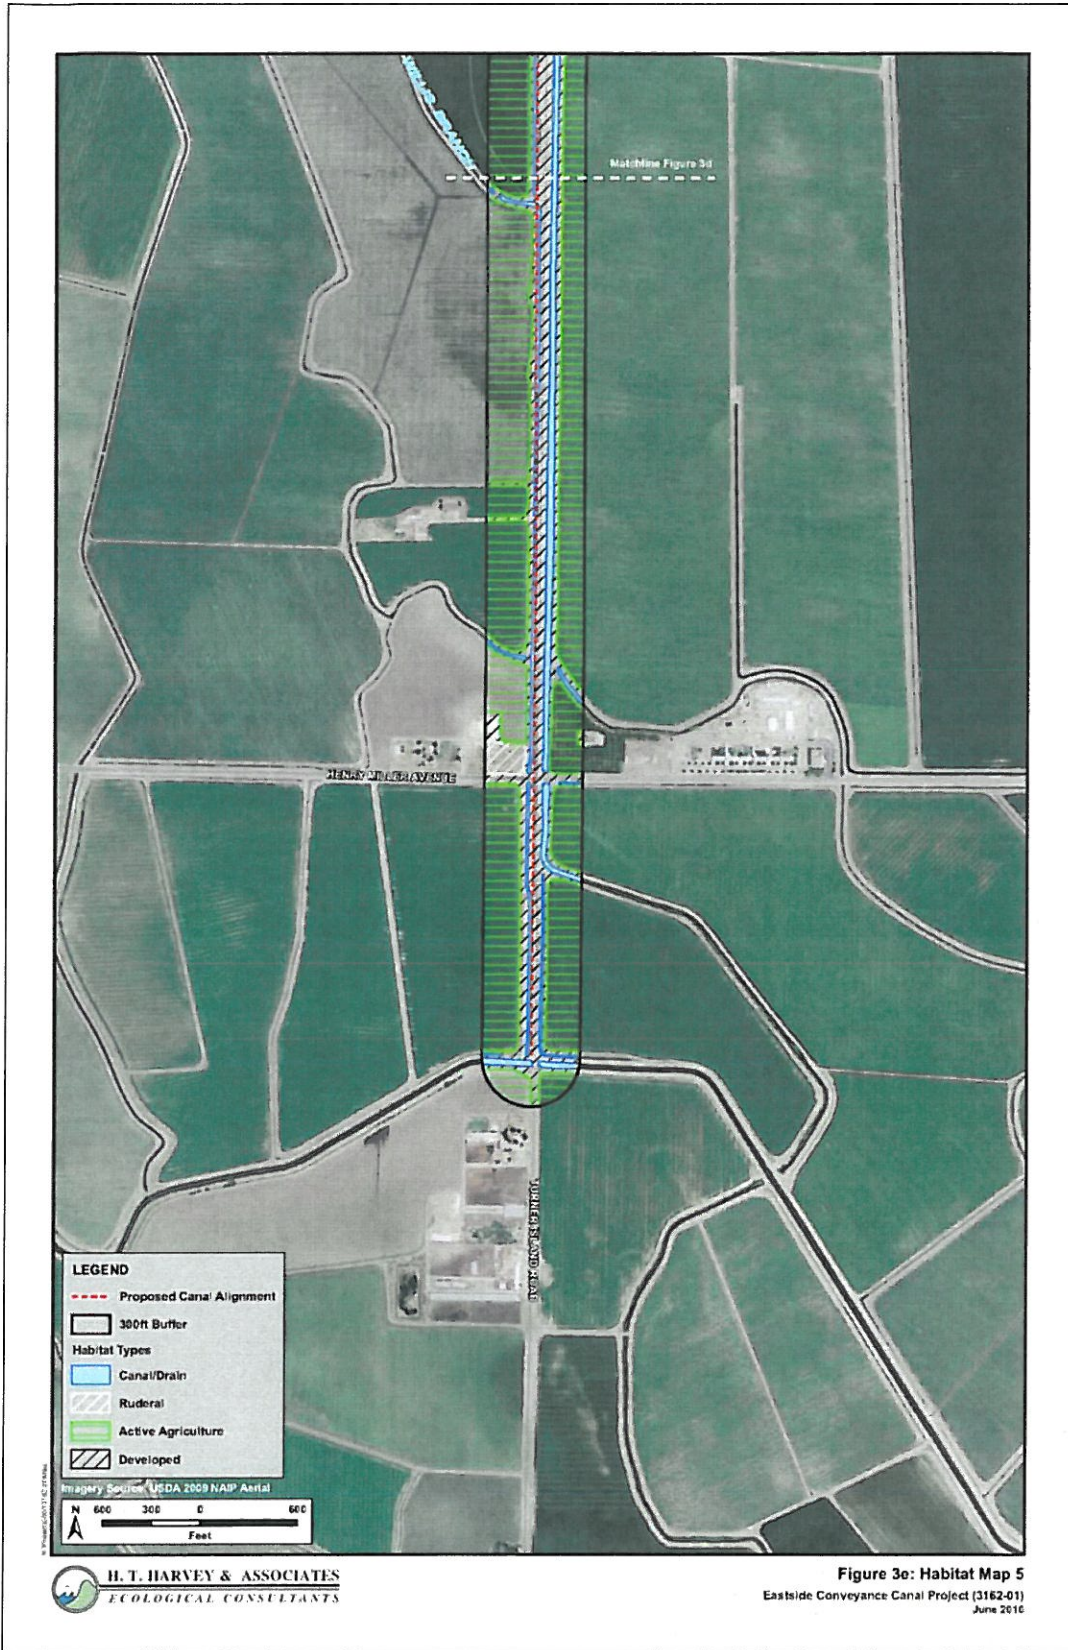 WILLIS BRANCH
Matchline Figure 3d
HENRY MILLER AVENUE
TURNER ISLAND ROAD
LEGEND
Proposed Canal Alignment
300ft Buffer
Habitat Types
Canal/Drain
Ruderal
Active Agriculture
Developed
Imagery Source: USDA 2009 NAIP Aerial
N 600 300 0 600
Feet
H. T. HARVEY & ASSOCIATES
ECOLOGICAL CONSULTANTS
Figure 3e: Habitat Map 5
Eastside Conveyance Canal Project (3162-01)
June 2010